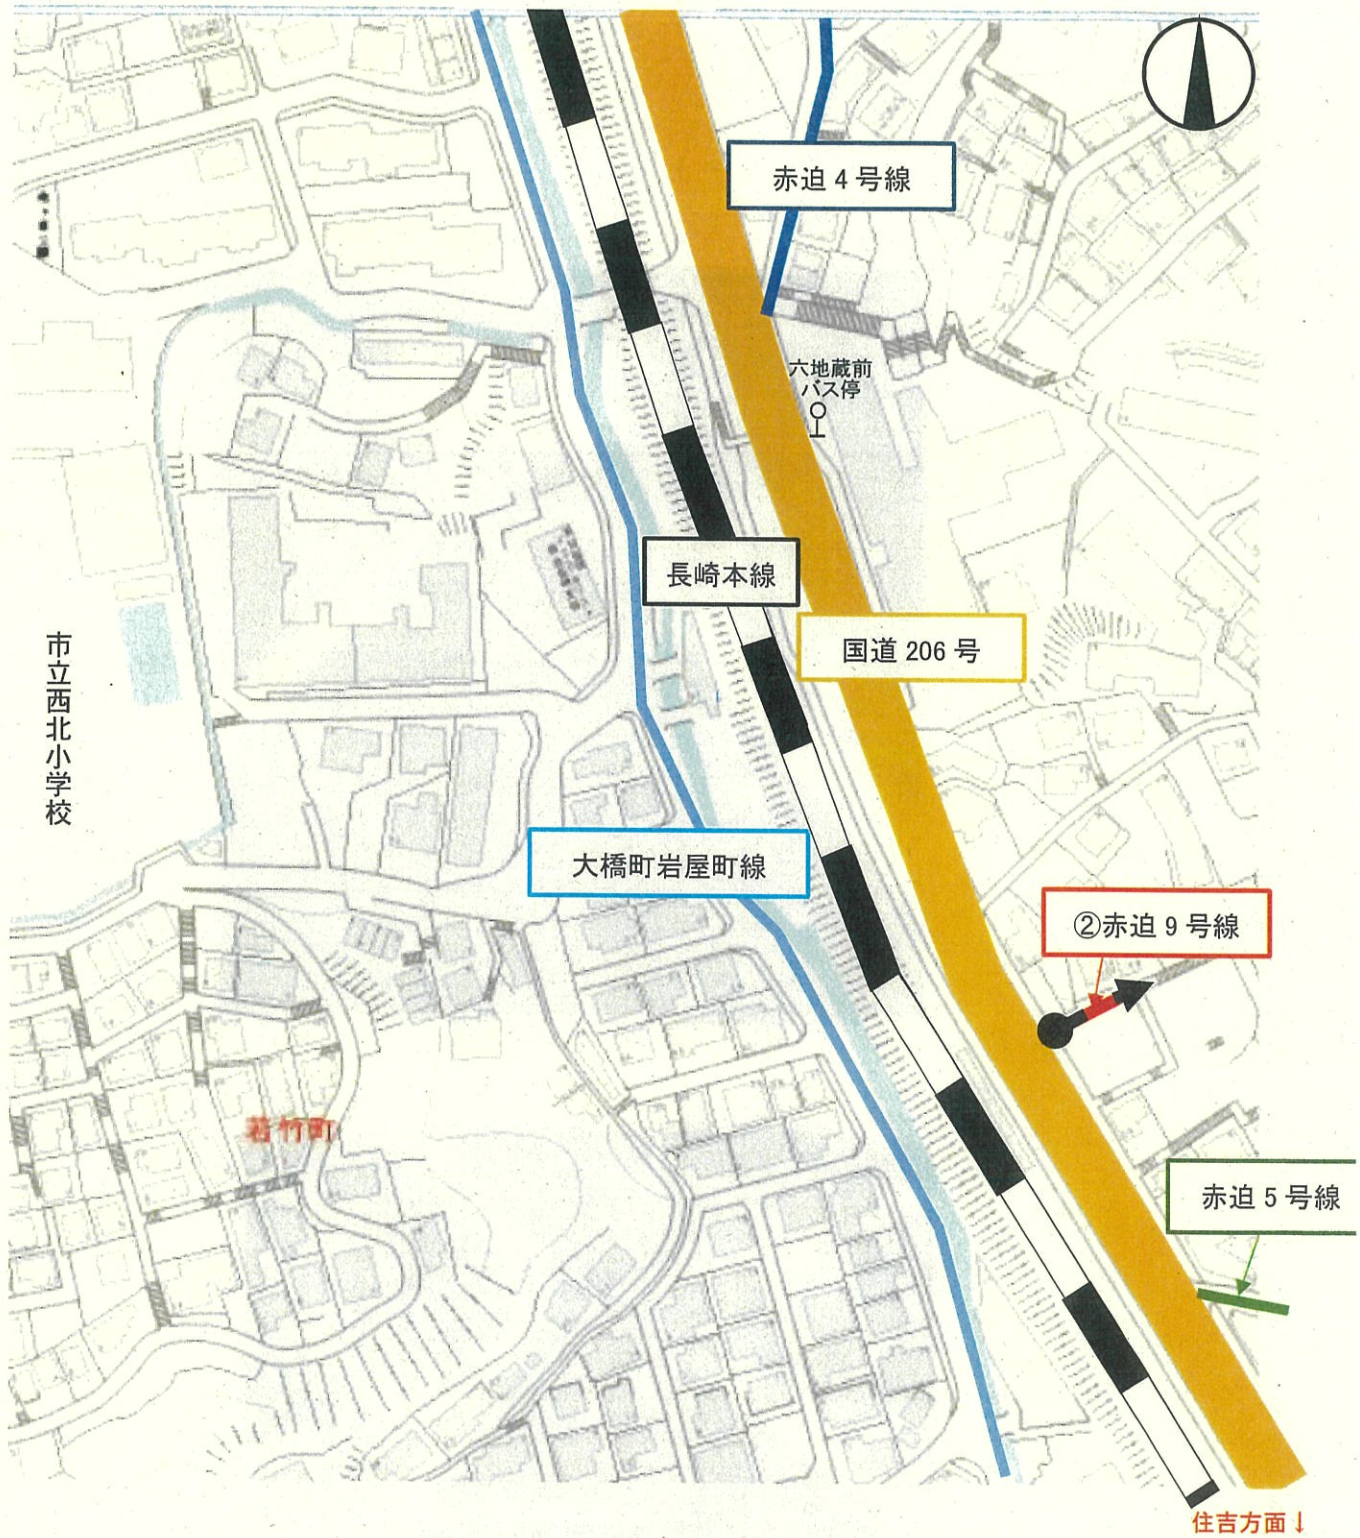 赤迫 4 号線
六地蔵前
バス停
長崎本線
国道 206 号
市立西北小学校
大橋町岩屋町線
②赤迫 9 号線
若竹町
赤迫 5 号線
住吉方面↓